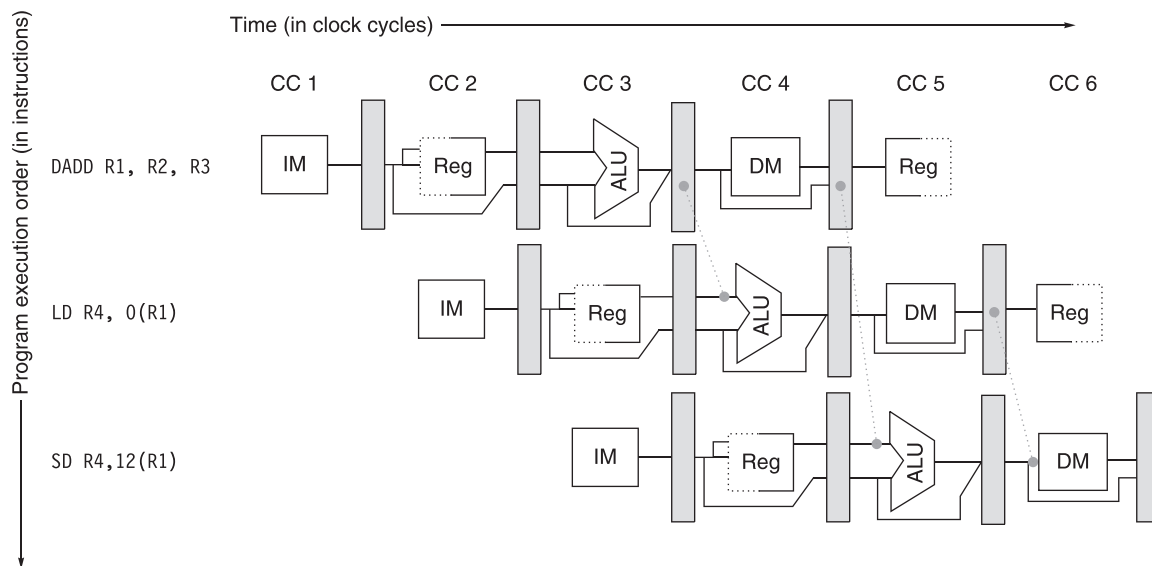 Time (in clock cycles)
CC 1 CC 2 CC 3 CC 4 CC 5 CC 6
Program execution order (in instructions)
DADD R1, R2, R3
IM
Reg
ALU
DM
Reg
LD R4, 0(R1)
IM
Reg
ALU
DM
Reg
SD R4,12(R1)
IM
Reg
ALU
DM